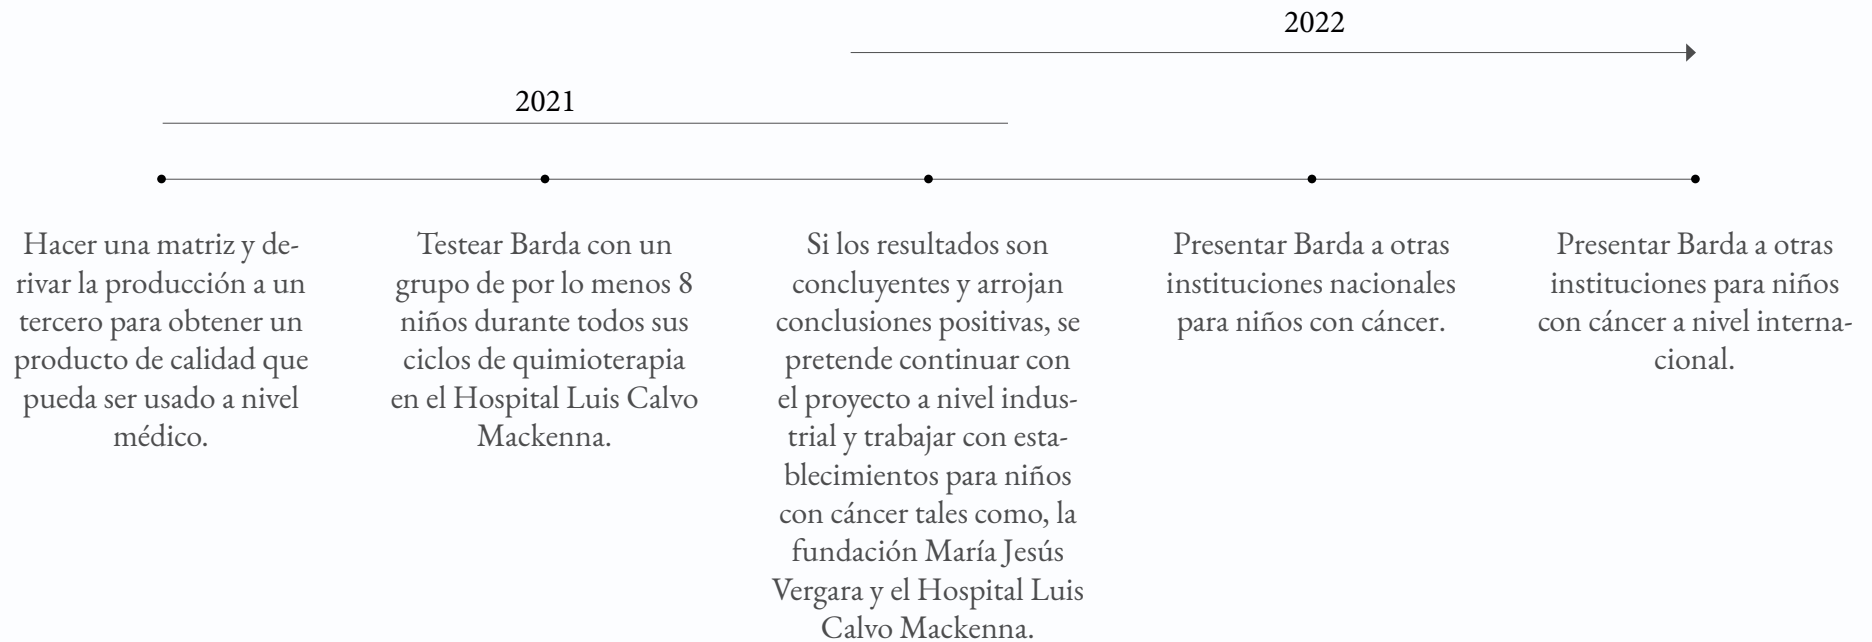 2022
2021
Hacer una matriz y de-
rivar la producción a un
tercero para obtener un
producto de calidad que
pueda ser usado a nivel
médico.
Testear Barda con un
grupo de por lo menos 8
niños durante todos sus
ciclos de quimioterapia
en el Hospital Luis Calvo
Mackenna.
Si los resultados son
concluyentes y arrojan
conclusiones positivas, se
pretende continuar con
el proyecto a nivel indus-
trial y trabajar con esta-
blecimientos para niños
con cáncer tales como, la
fundación María Jesús
Vergara y el Hospital Luis
Calvo Mackenna.
Presentar Barda a otras
instituciones nacionales
para niños con cáncer.
Presentar Barda a otras
instituciones para niños
con cáncer a nivel interna-
cional.